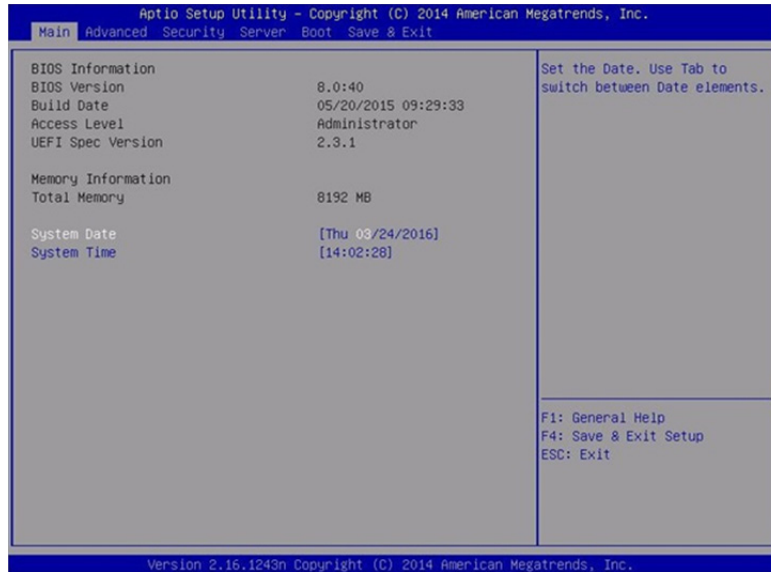 Aptio Setup Utility - Copyright (C) 2014 American Megatrends, Inc.
Main Advanced Security Server Boot Save & Exit
BIOS Information
BIOS Version 8.0:40
Build Date 05/20/2015 09:29:33
Access Level Administrator
UEFI Spec Version 2.3.1
Memory Information
Total Memory 8192 MB
System Date [Thu 03/24/2016]
System Time [14:02:28]
Set the Date. Use Tab to
switch between Date elements.
F1: General Help
F4: Save & Exit Setup
ESC: Exit
Version 2.16.1243n Copyright (C) 2014 American Megatrends, Inc.